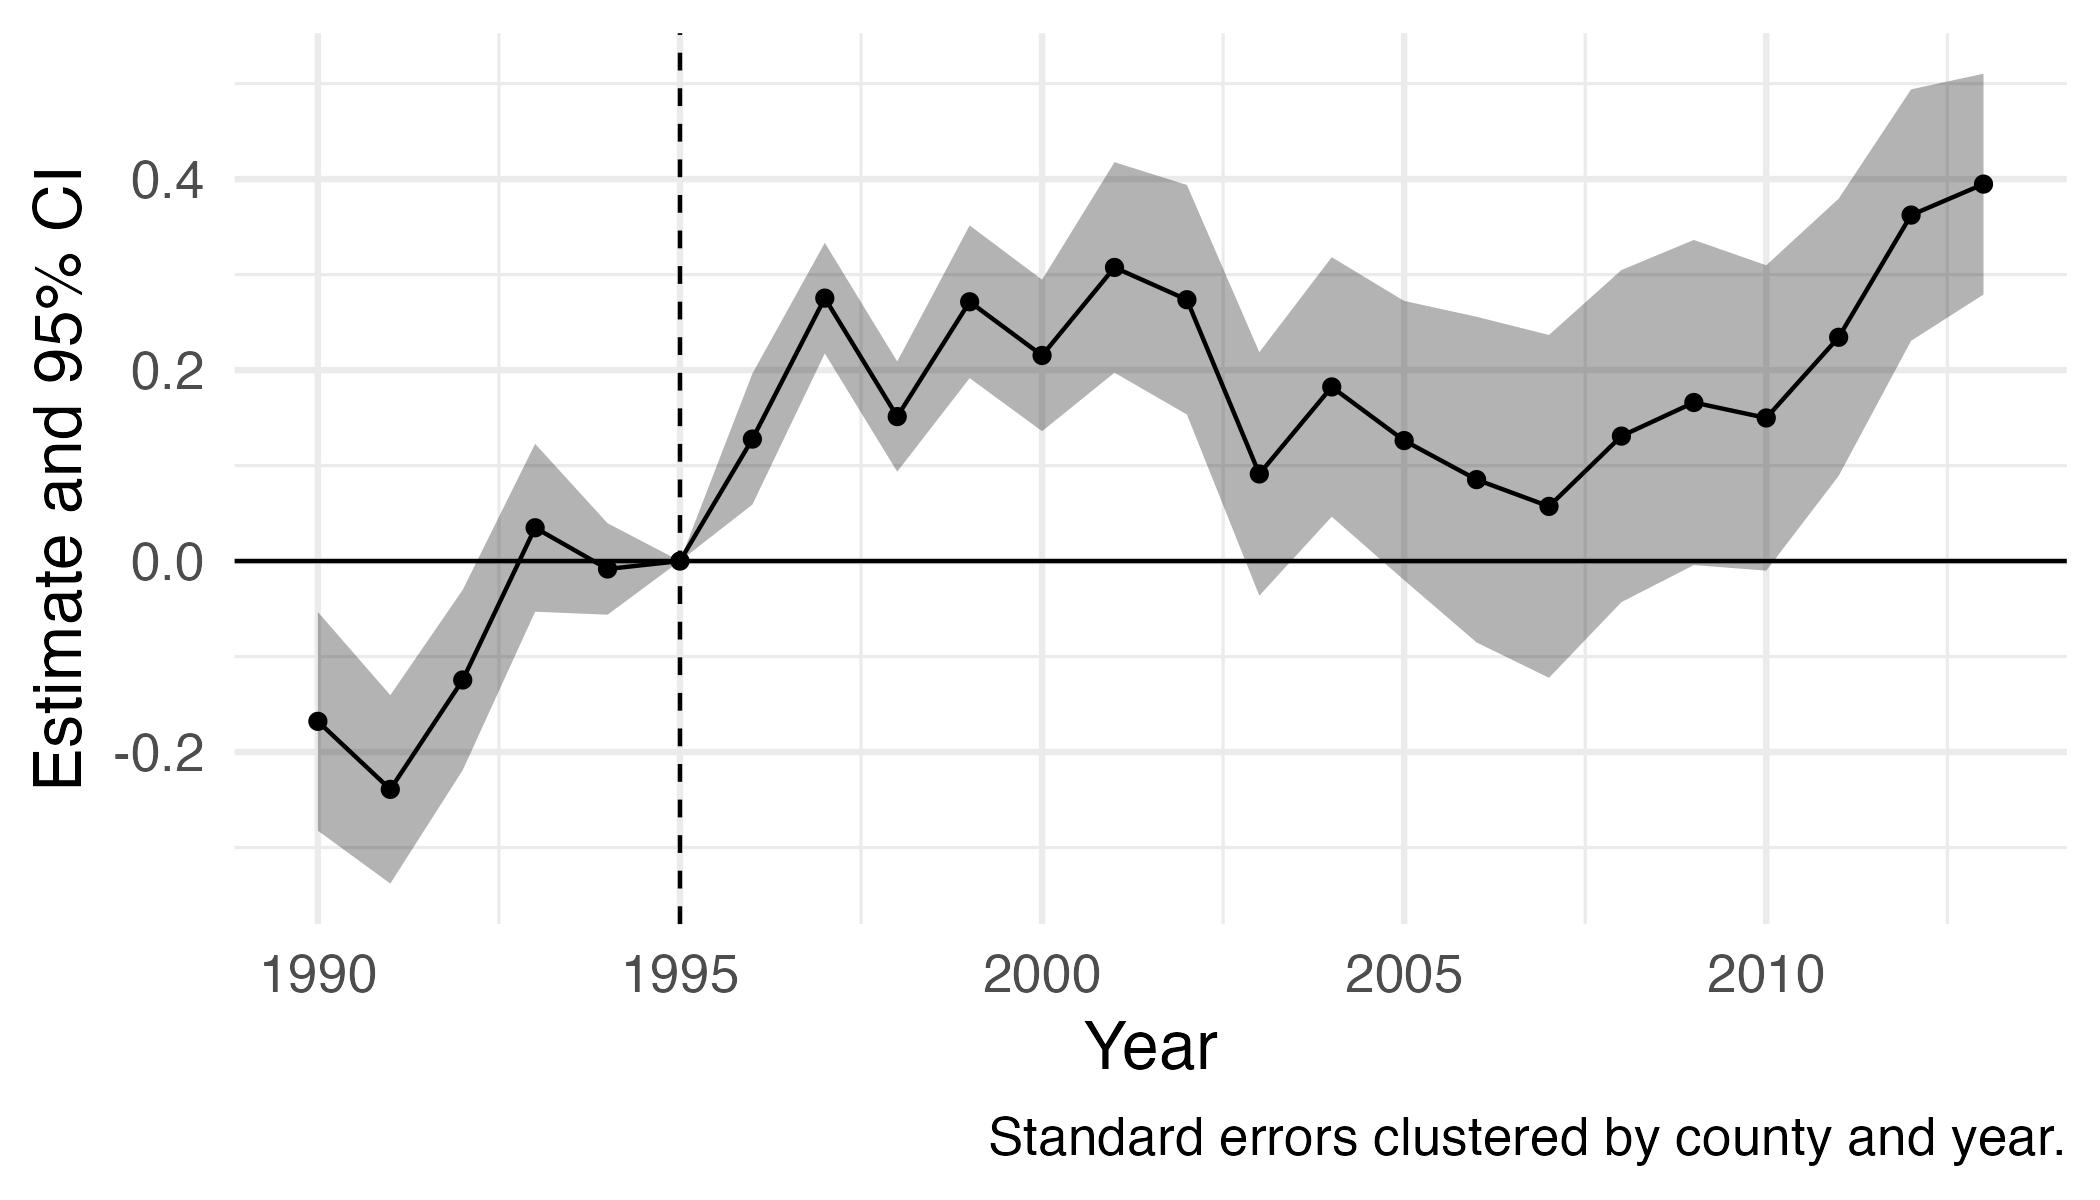 Estimate and 95% CI
0.4
0.2
0.0
-0.2
1990 1995 2000 2005 2010
Year
Standard errors clustered by county and year.